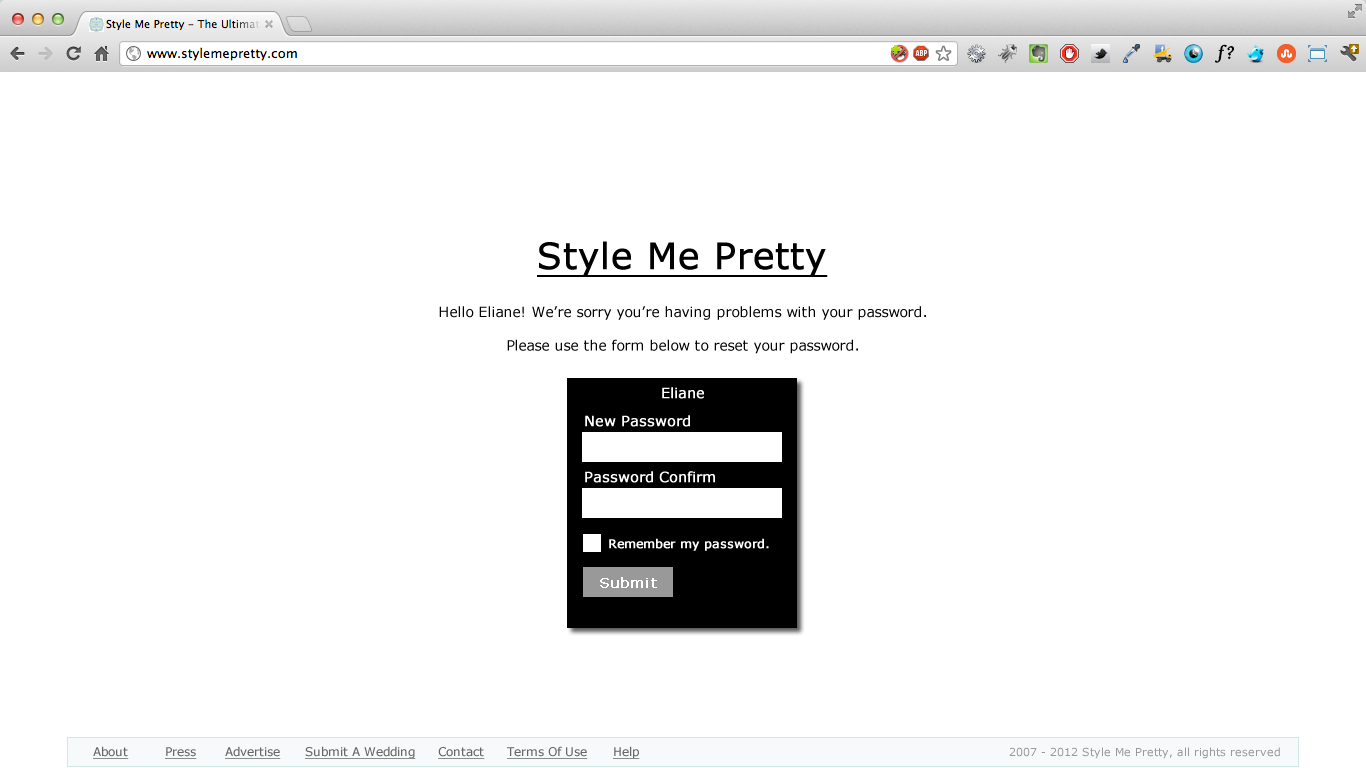 Style Me Pretty – The Ultimat
www.stylemepretty.com
ABP
f?
Style Me Pretty
Hello Eliane! We’re sorry you’re having problems with your password.
Please use the form below to reset your password.
Eliane
New Password
Password Confirm
Remember my password.
Submit
About Press Advertise Submit A Wedding Contact Terms Of Use Help 2007 - 2012 Style Me Pretty, all rights reserved